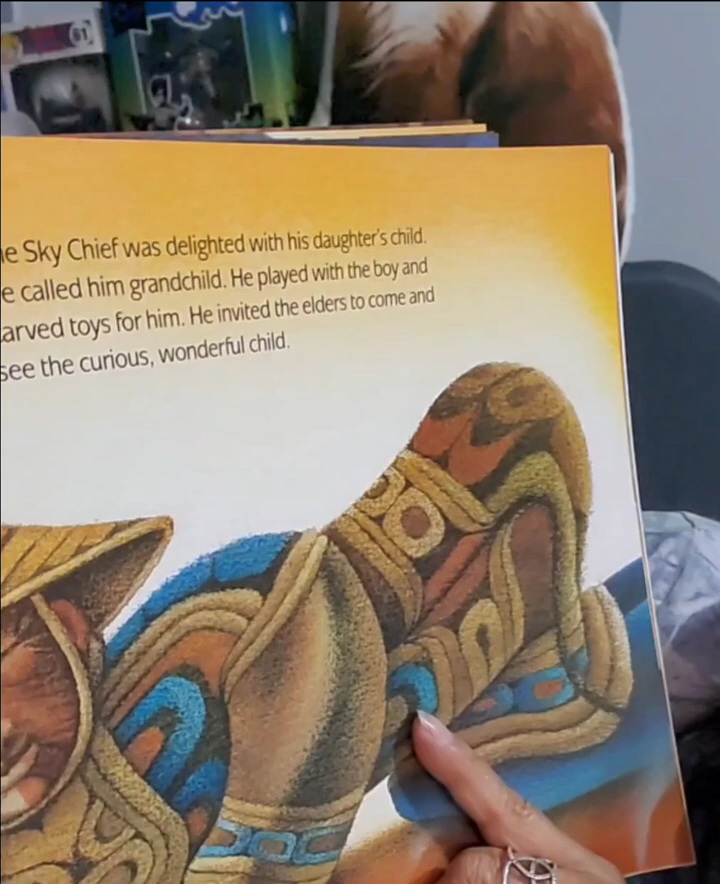 e Sky Chief was delighted with his daughter's child.
e called him grandchild. He played with the boy and
arved toys for him. He invited the elders to come and
see the curious, wonderful child.